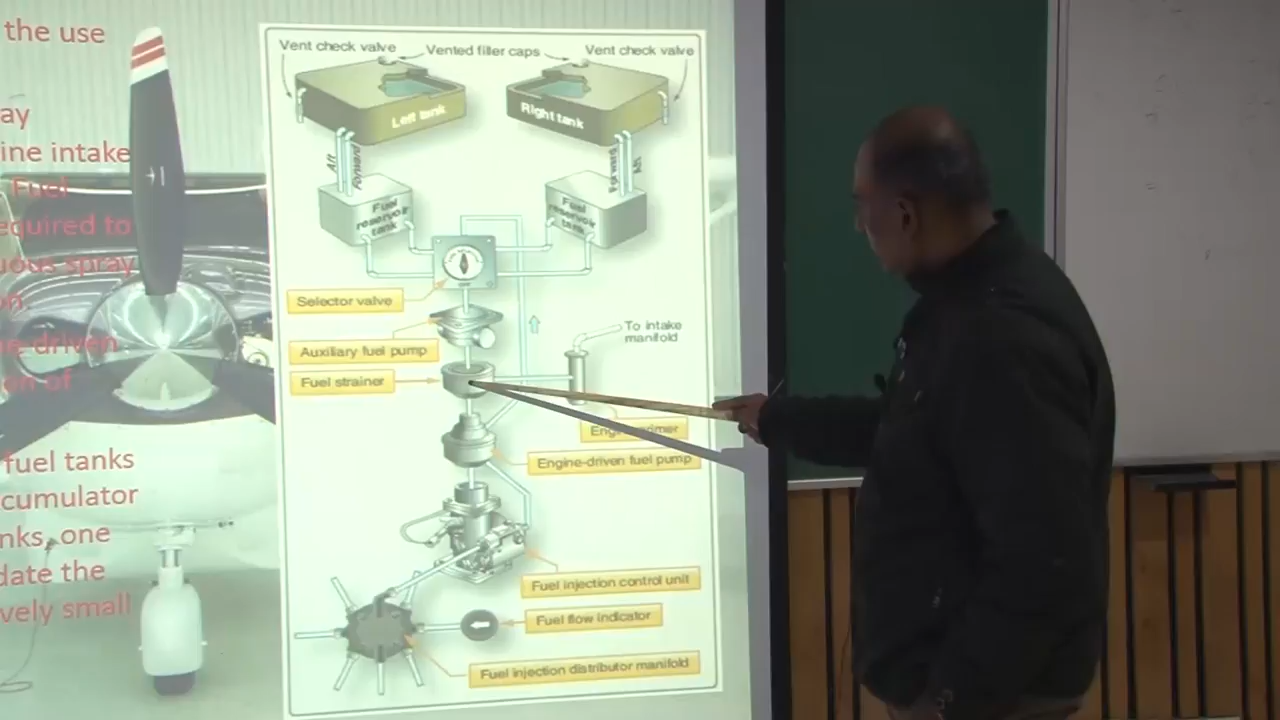 the use
ay
ine intake
Fuel
equired to
uous spray
on.
ne-driven
on of
fuel tanks
cumulator
nks, one
date the
vely small
Vent check valve
Vented filler caps
Vent check valve
Left tank
Right tank
Aft
Forward
Forward
Aft
Fuel
reservoir
tank
Fuel
reservoir
tank
Selector valve
To intake
manifold
Auxiliary fuel pump
Fuel strainer
Engine primer
Engine-driven fuel pump
Fuel injection control unit
Fuel flow indicator
Fuel injection distributor manifold